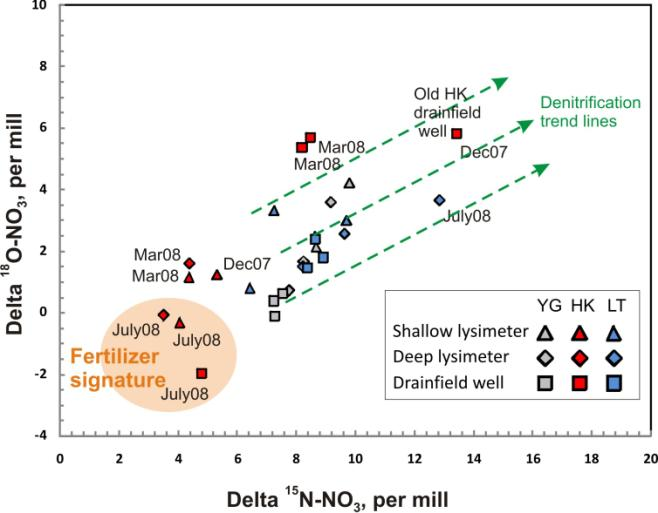 10
8
6
4
2
0
-2
-4
0 2 4 6 8 10 12 14 16 18 20
Delta 18O-NO3, per mill
Delta 15N-NO3, per mill
Old HK
drainfield
well
Dec07
Denitrification
trend lines
Mar08
Mar08
July08
Mar08
Mar08
Dec07
July08
July08
Fertilizer
signature
July08
YG HK LT
Shallow lysimeter
Deep lysimeter
Drainfield well